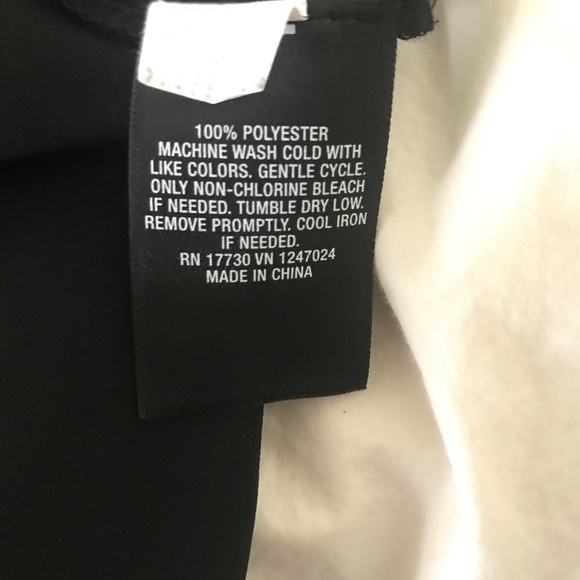 100% POLYESTER
MACHINE WASH COLD WITH
LIKE COLORS. GENTLE CYCLE.
ONLY NON-CHLORINE BLEACH
IF NEEDED. TUMBLE DRY LOW.
REMOVE PROMPTLY. COOL IRON
IF NEEDED.
RN 17730 VN 1247024
MADE IN CHINA